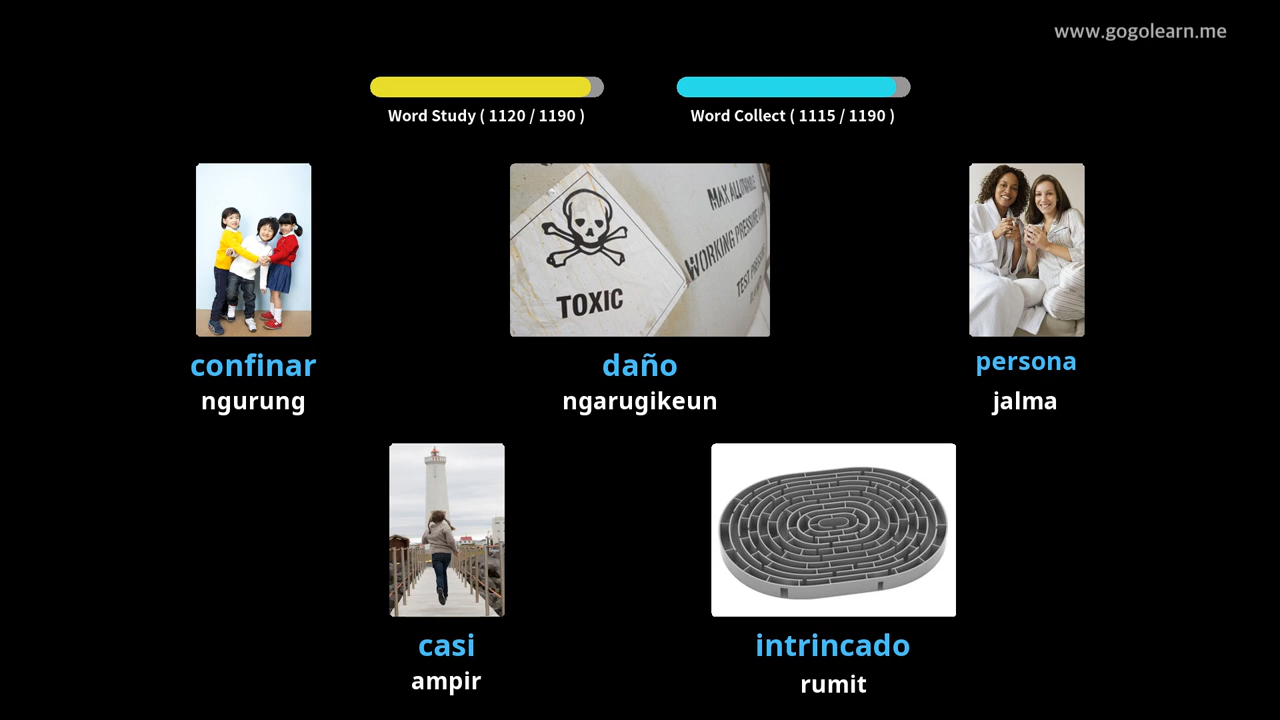 www.gogolearn.me
Word Study ( 1120 / 1190 )
Word Collect ( 1115 / 1190 )
TOXIC
MAX ALLOWABLE
WORKING PRESSURE
TEST
confinar
daño
persona
ngurung
ngarugikeun
jalma
casi
intrincado
ampir
rumit